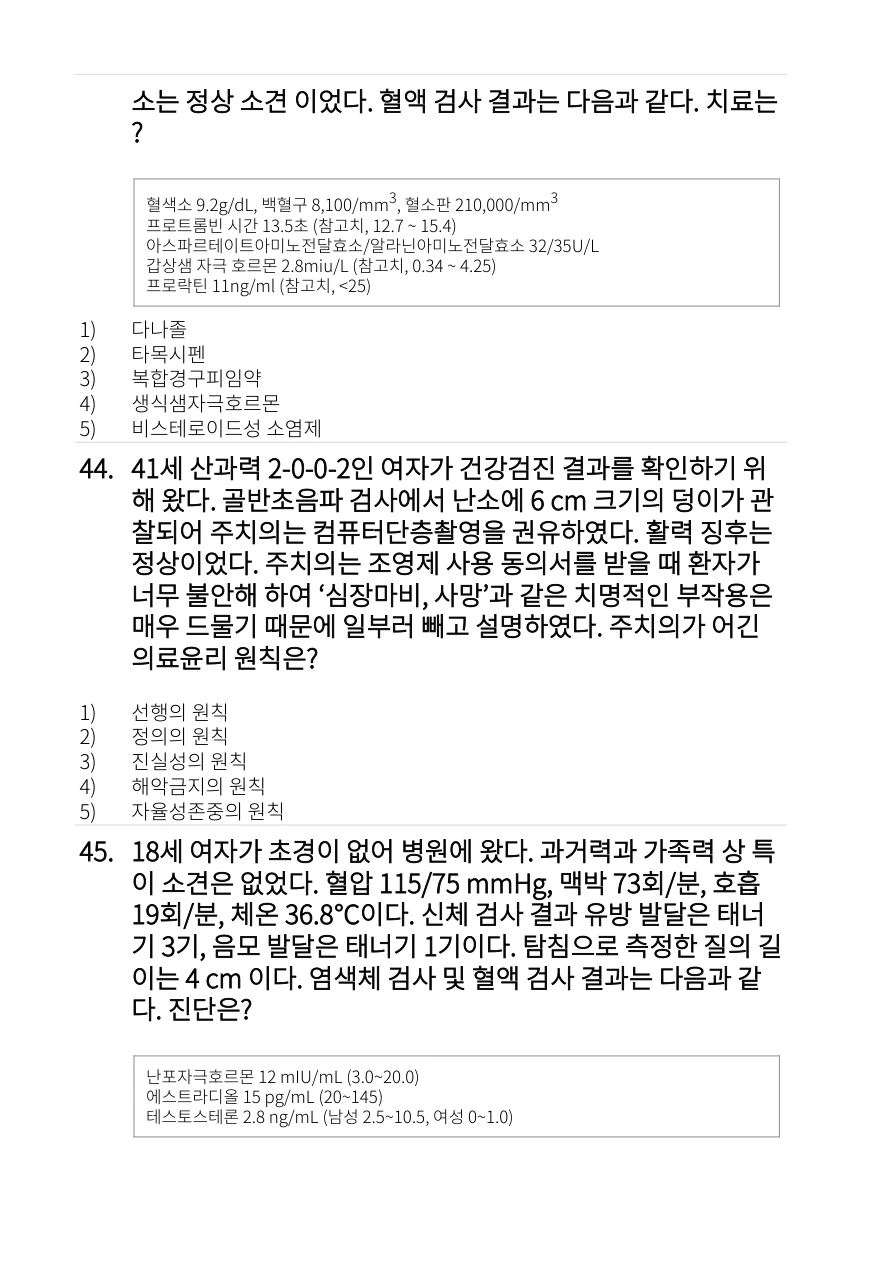 소는 정상 소견 이었다. 혈액 검사 결과는 다음과 같다. 치료는
?
혈색소 9.2g/dL, 백혈구 8,100/mm³, 혈소판 210,000/mm³
프로트롬빈 시간 13.5초 (참고치, 12.7 ~ 15.4)
아스파르테이트아미노전달효소/알라닌아미노전달효소 32/35U/L
갑상샘 자극 호르몬 2.8miu/L (참고치, 0.34 ~ 4.25)
프로락틴 11ng/ml (참고치, <25)
1) 다나졸
2) 타목시펜
3) 복합경구피임약
4) 생식샘자극호르몬
5) 비스테로이드성 소염제
44. 41세 산과력 2-0-0-2인 여자가 건강검진 결과를 확인하기 위
해 왔다. 골반초음파 검사에서 난소에 6 cm 크기의 덩이가 관
찰되어 주치의는 컴퓨터단층촬영을 권유하였다. 활력 징후는
정상이었다. 주치의는 조영제 사용 동의서를 받을 때 환자가
너무 불안해 하여 ‘심장마비, 사망’과 같은 치명적인 부작용은
매우 드물기 때문에 일부러 빼고 설명하였다. 주치의가 어긴
의료윤리 원칙은?
1) 선행의 원칙
2) 정의의 원칙
3) 진실성의 원칙
4) 해악금지의 원칙
5) 자율성존중의 원칙
45. 18세 여자가 초경이 없어 병원에 왔다. 과거력과 가족력 상 특
이 소견은 없었다. 혈압 115/75 mmHg, 맥박 73회/분, 호흡
19회/분, 체온 36.8°C이다. 신체 검사 결과 유방 발달은 태너
기 3기, 음모 발달은 태너기 1기이다. 탐침으로 측정한 질의 길
이는 4 cm 이다. 염색체 검사 및 혈액 검사 결과는 다음과 같
다. 진단은?
난포자극호르몬 12 mIU/mL (3.0~20.0)
에스트라디올 15 pg/mL (20~145)
테스토스테론 2.8 ng/mL (남성 2.5~10.5, 여성 0~1.0)